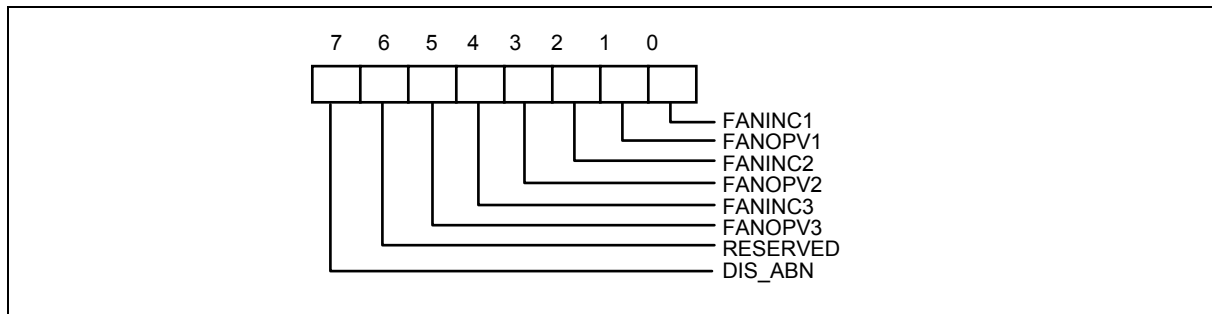 7 6 5 4 3 2 1 0
FANINC1
FANOPV1
FANINC2
FANOPV2
FANINC3
FANOPV3
RESERVED
DIS_ABN